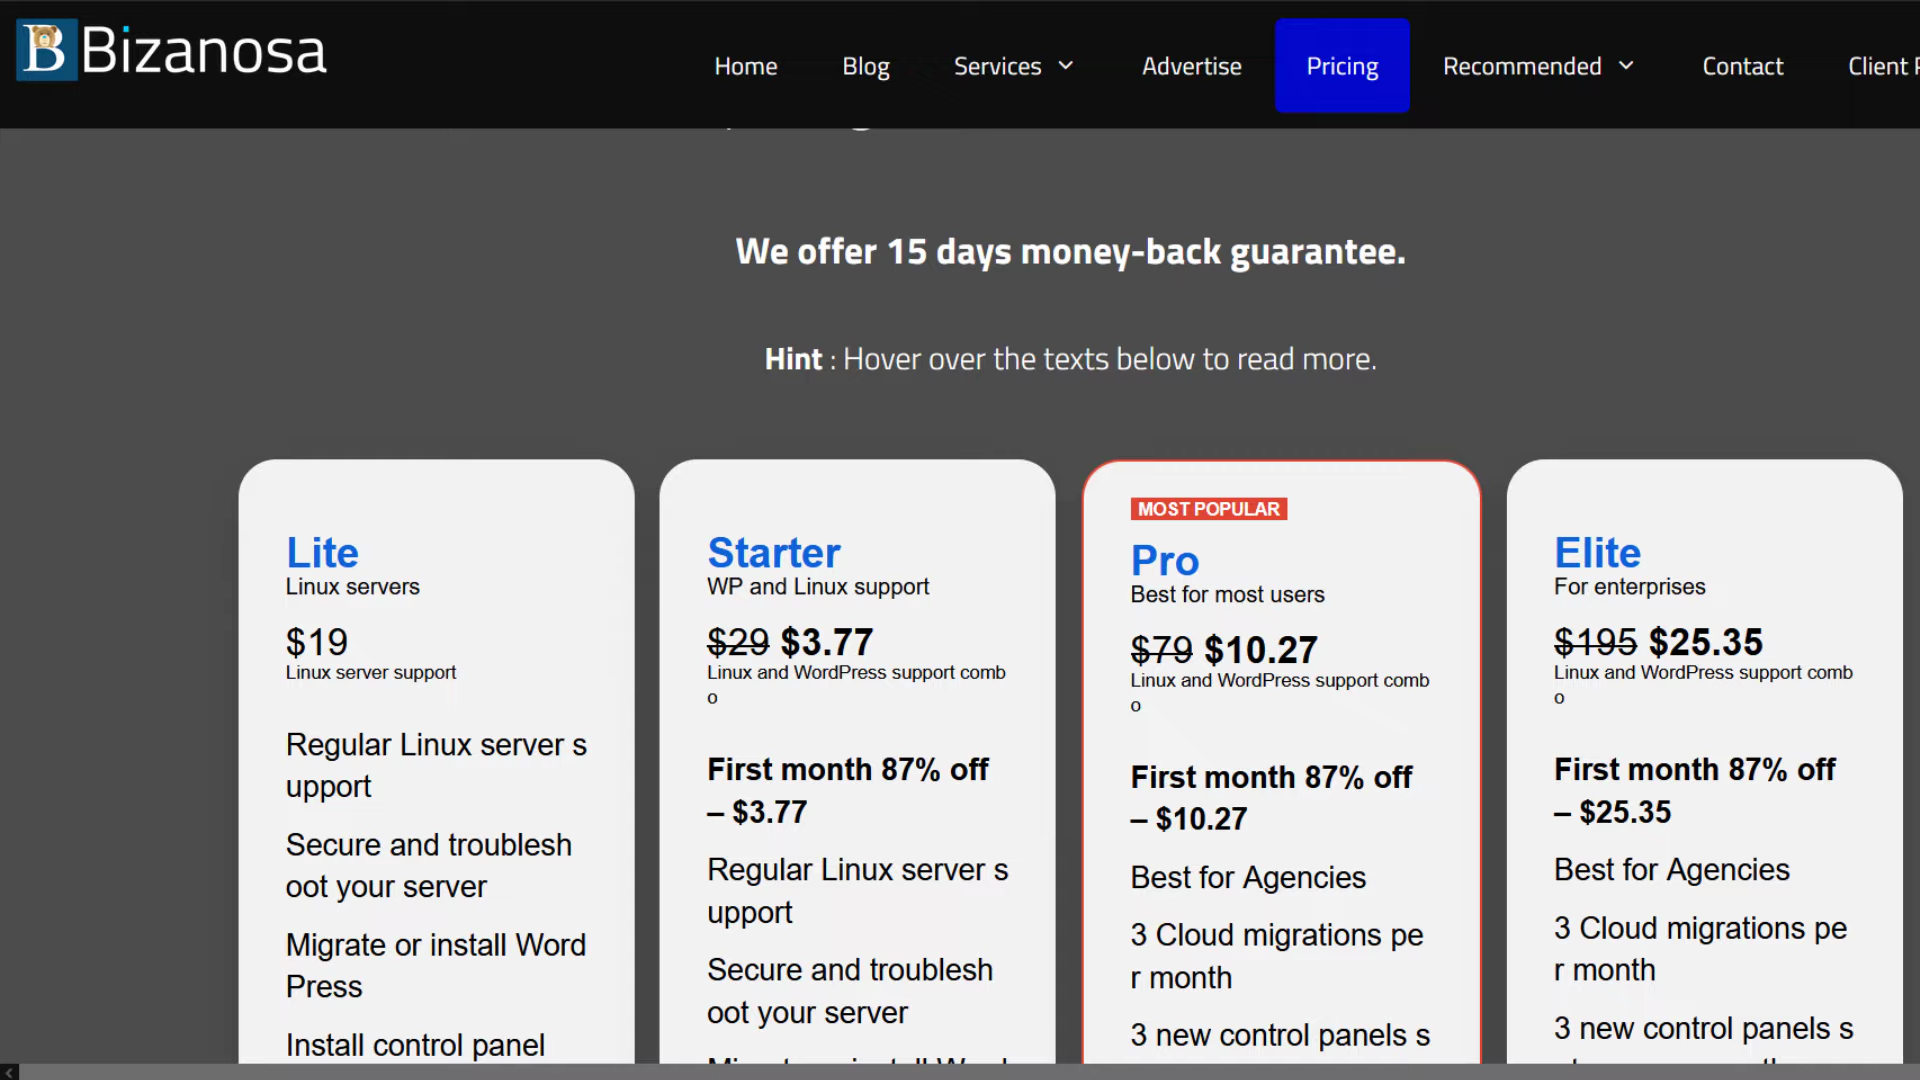 Bizanosa
Home Blog Services Advertise Pricing Recommended Contact Client
We offer 15 days money-back guarantee.
Hint : Hover over the texts below to read more.
Lite
Linux servers
$19
Linux server support
Regular Linux server s
upport
Secure and troublesh
oot your server
Migrate or install Word
Press
Install control panel
Starter
WP and Linux support
$29 $3.77
Linux and WordPress support comb
o
First month 87% off
– $3.77
Regular Linux server s
upport
Secure and troublesh
oot your server
MOST POPULAR
Pro
Best for most users
$79 $10.27
Linux and WordPress support comb
o
First month 87% off
– $10.27
Best for Agencies
3 Cloud migrations pe
r month
3 new control panels s
Elite
For enterprises
$195 $25.35
Linux and WordPress support comb
o
First month 87% off
– $25.35
Best for Agencies
3 Cloud migrations pe
r month
3 new control panels s